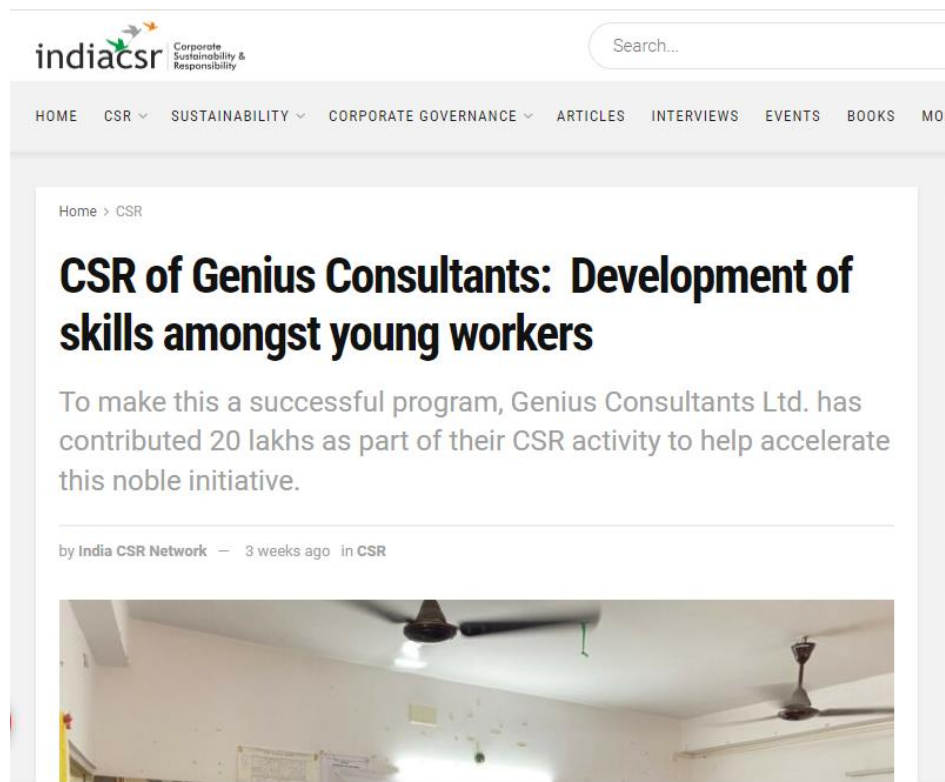 indiacsr
Corporate
Sustainability &
Responsibility
Search...
HOME CSR SUSTAINABILITY CORPORATE GOVERNANCE ARTICLES INTERVIEWS EVENTS BOOKS MO
Home > CSR
CSR of Genius Consultants: Development of
skills amongst young workers
To make this a successful program, Genius Consultants Ltd. has
contributed 20 lakhs as part of their CSR activity to help accelerate
this noble initiative.
by India CSR Network — 3 weeks ago in CSR